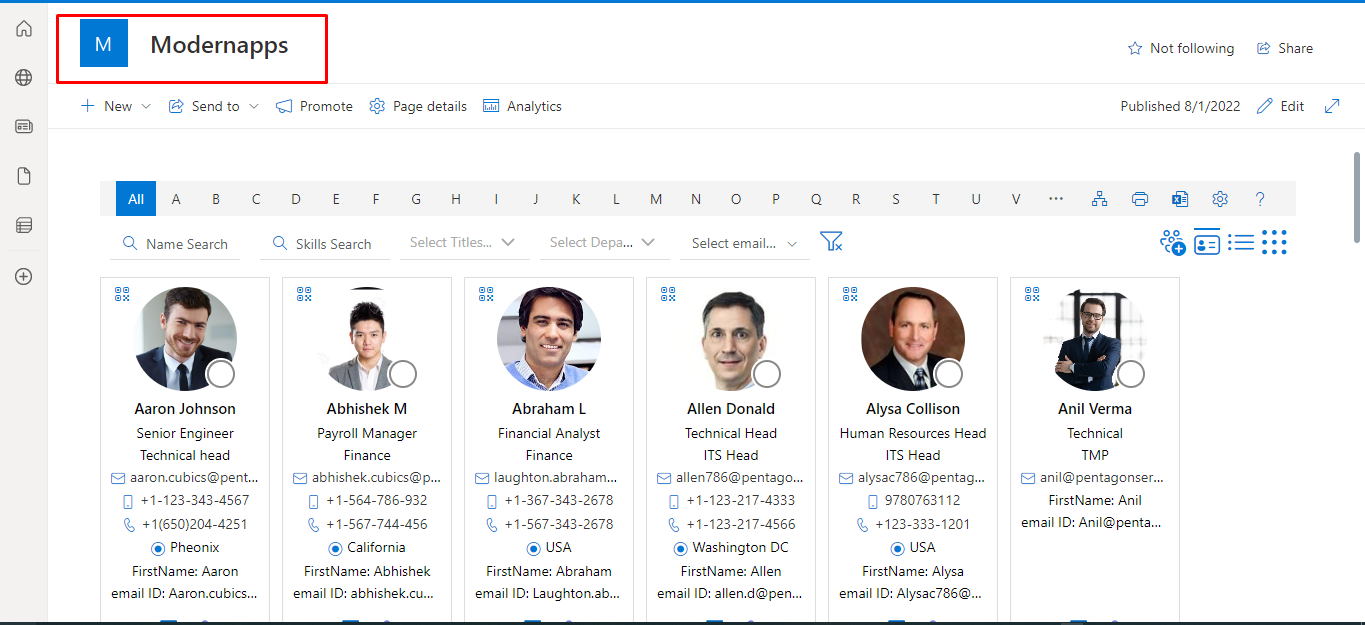 M Modernapps
Not following Share
New Send to Promote Page details Analytics Published 8/1/2022 Edit
All A B C D E F G H I J K L M N O P Q R S T U V ... ?
Name Search Skills Search Select Titles... Select Depa... Select email...
Aaron Johnson
Senior Engineer
Technical head
aaron.cubics@pent...
+1-123-343-4567
+1(650)204-4251
Pheonix
FirstName: Aaron
email ID: Aaron.cubics...
Abhishek M
Payroll Manager
Finance
abhishek.cubics@p...
+1-564-786-932
+1-567-744-456
California
FirstName: Abhishek
email ID: abhishek.cu...
Abraham L
Financial Analyst
Finance
laughton.abraham...
+1-367-343-2678
+1-567-343-2678
USA
FirstName: Abraham
email ID: Laughton.ab...
Allen Donald
Technical Head
ITS Head
allen786@pentago...
+1-123-217-4333
+1-123-217-4566
Washington DC
FirstName: Allen
email ID: allen.d@pen...
Alysa Collison
Human Resources Head
ITS Head
alysac786@pentag...
9780763112
+123-333-1201
USA
FirstName: Alysa
email ID: Alysac786@...
Anil Verma
Technical
TMP
anil@pentagonser...
FirstName: Anil
email ID: Anil@penta...